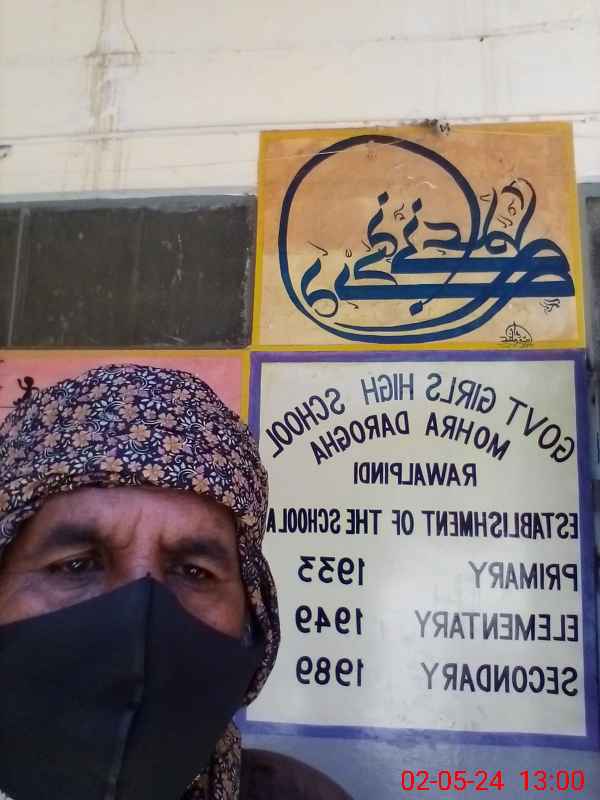 GOVT GIRLS HIGH SCHOOL
MOHRA DAROGHA
RAWALPINDI
ESTABLISHMENT OF THE SCHOOL A
PRIMARY 1933
ELEMENTARY 1949
SECONDARY 1989
02-05-24 13:00